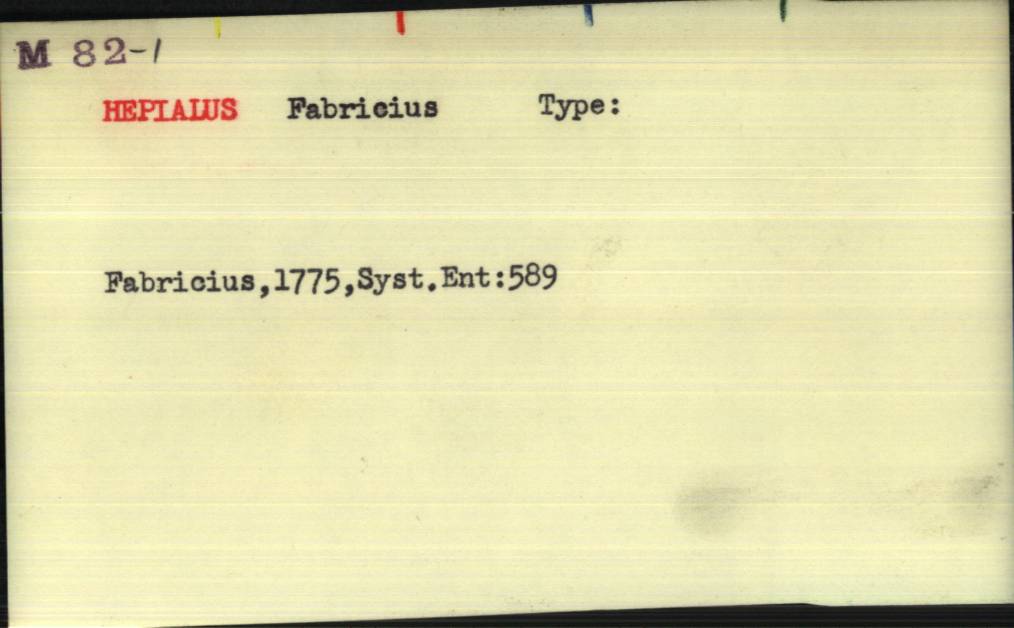 M 82-1
HEPIALUS Fabricius Type:
Fabricius,1775,Syst.Ent:589